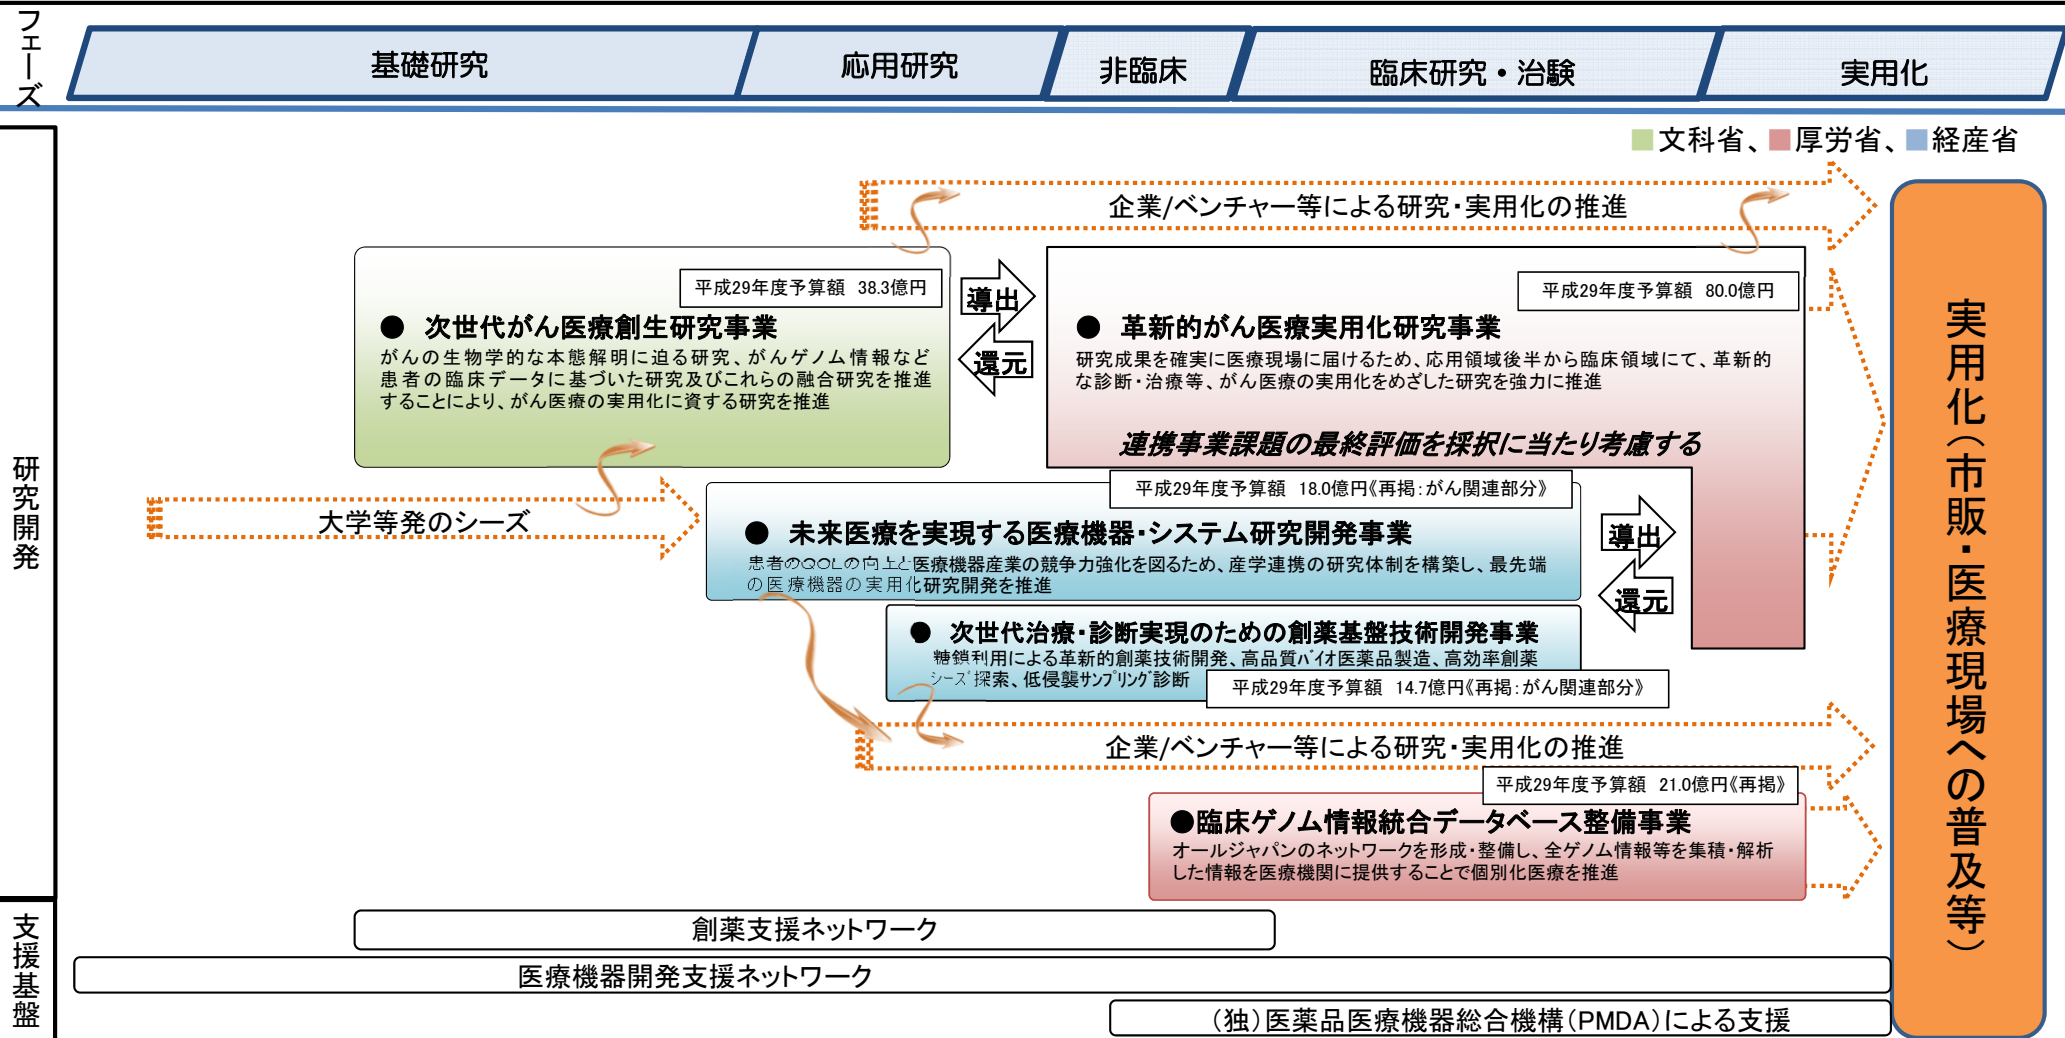 フェーズ
基礎研究
応用研究
非臨床
臨床研究・治験
実用化
文科省、厚労省、経産省
研究開発
企業/ベンチャー等による研究・実用化の推進
平成29年度予算額 38.3億円
● 次世代がん医療創生研究事業
がんの生物学的な本態解明に迫る研究、がんゲノム情報など
患者の臨床データに基づいた研究及びこれらの融合研究を推進
することにより、がん医療の実用化に資する研究を推進
導出
還元
平成29年度予算額 80.0億円
● 革新的がん医療実用化研究事業
研究成果を確実に医療現場に届けるため、応用領域後半から臨床領域にて、革新的
な診断・治療等、がん医療の実用化をめざした研究を強力に推進
連携事業課題の最終評価を採択に当たり考慮する
大学等発のシーズ
平成29年度予算額 18.0億円《再掲:がん関連部分》
● 未来医療を実現する医療機器・システム研究開発事業
患者のQOLの向上と医療機器産業の競争力強化を図るため、産学連携の研究体制を構築し、最先端
の医療機器の実用化研究開発を推進
導出
還元
● 次世代治療・診断実現のための創薬基盤技術開発事業
糖鎖利用による革新的創薬技術開発、高品質バイオ医薬品製造、高効率創薬
シーズ探索、低侵襲サンプリング診断
平成29年度予算額 14.7億円《再掲:がん関連部分》
企業/ベンチャー等による研究・実用化の推進
平成29年度予算額 21.0億円《再掲》
●臨床ゲノム情報統合データベース整備事業
オールジャパンのネットワークを形成・整備し、全ゲノム情報等を集積・解析
した情報を医療機関に提供することで個別化医療を推進
実用化(市販・医療現場への普及等)
支援基盤
創薬支援ネットワーク
医療機器開発支援ネットワーク
(独)医薬品医療機器総合機構(PMDA)による支援